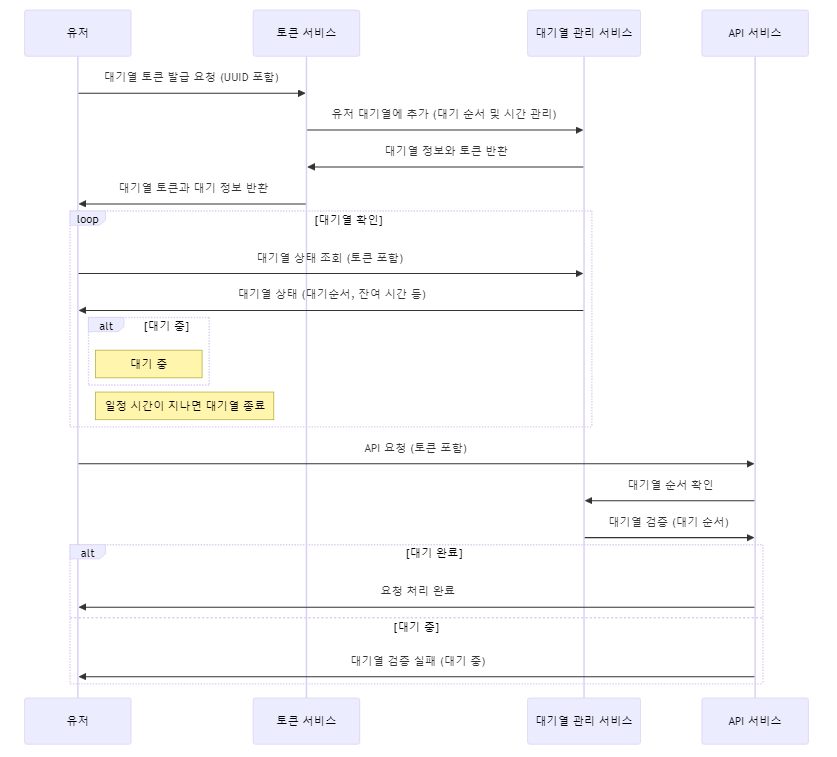 유저
토큰 서비스
대기열 관리 서비스
API 서비스
대기열 토큰 발급 요청 (UUID 포함)
유저 대기열에 추가 (대기 순서 및 시간 관리)
대기열 정보와 토큰 반환
대기열 토큰과 대기 정보 반환
loop
[대기열 확인]
대기열 상태 조회 (토큰 포함)
대기열 상태 (대기순서, 잔여 시간 등)
alt
[대기 중]
대기 중
일정 시간이 지나면 대기열 종료
API 요청 (토큰 포함)
대기열 순서 확인
대기열 검증 (대기 순서)
alt
[대기 완료]
요청 처리 완료
[대기 중]
대기열 검증 실패 (대기 중)
유저
토큰 서비스
대기열 관리 서비스
API 서비스